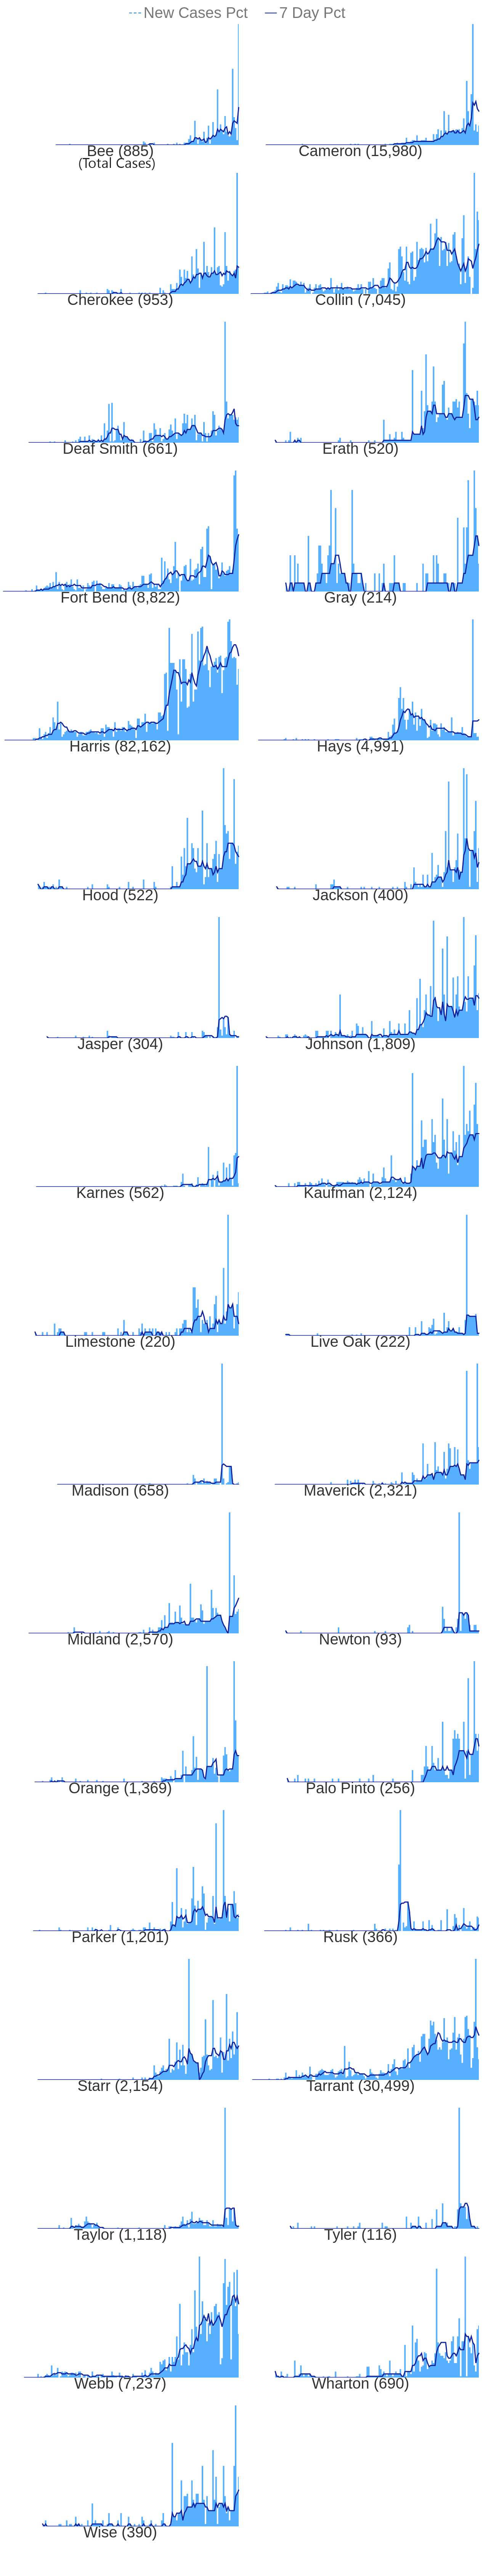 New Cases Pct 7 Day Pct
Bee (885) Cameron (15,980)
(Total Cases)
Cherokee (953) Collin (7,045)
Deaf Smith (661) Erath (520)
Fort Bend (8,822) Gray (214)
Harris (82,162) Hays (4,991)
Hood (522) Jackson (400)
Jasper (304) Johnson (1,809)
Karnes (562) Kaufman (2,124)
Limestone (220) Live Oak (222)
Madison (658) Maverick (2,321)
Midland (2,570) Newton (93)
Orange (1,369) Palo Pinto (256)
Parker (1,201) Rusk (366)
Starr (2,154) Tarrant (30,499)
Taylor (1,118) Tyler (116)
Webb (7,237) Wharton (690)
Wise (390)